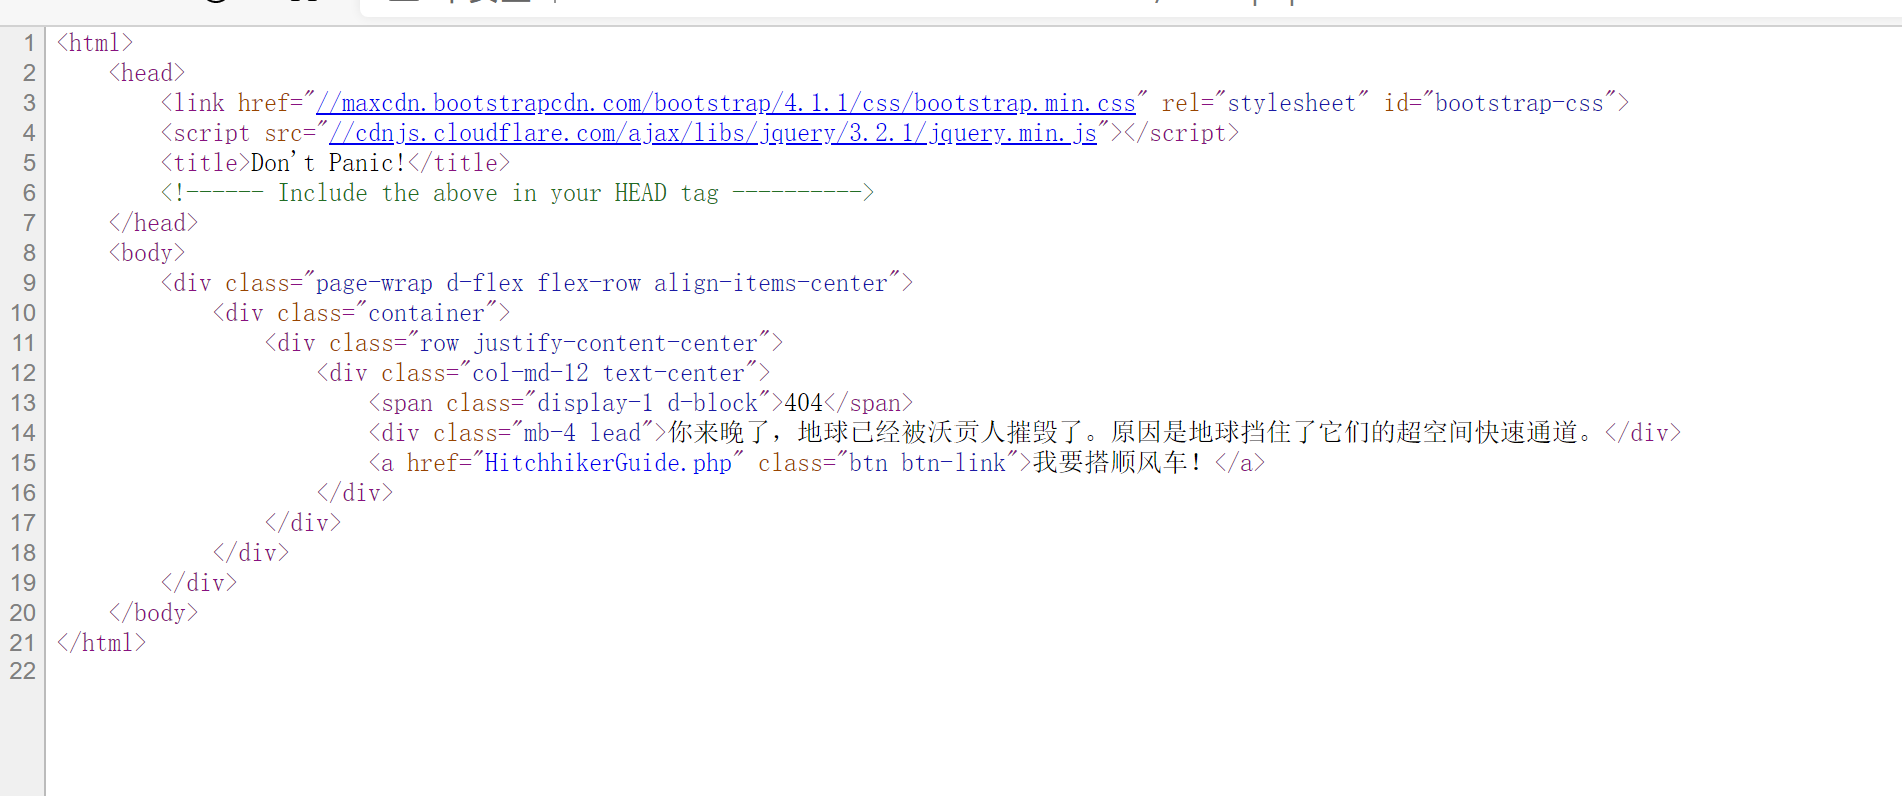 1 <html>
2 <head>
3 <link href="//maxcdn.bootstrapcdn.com/bootstrap/4.1.1/css/bootstrap.min.css" rel="stylesheet" id="bootstrap-css">
4 <script src="//cdnjs.cloudflare.com/ajax/libs/jquery/3.2.1/jquery.min.js"></script>
5 <title>Don't Panic!</title>
6 <!------ Include the above in your HEAD tag ---------->
7 </head>
8 <body>
9 <div class="page-wrap d-flex flex-row align-items-center">
10 <div class="container">
11 <div class="row justify-content-center">
12 <div class="col-md-12 text-center">
13 <span class="display-1 d-block">404</span>
14 <div class="mb-4 lead">你来晚了，地球已经被沃贡人摧毁了。原因是地球挡住了它们的超空间快速通道。</div>
15 <a href="HitchhikerGuide.php" class="btn btn-link">我要搭顺风车！</a>
16 </div>
17 </div>
18 </div>
19 </div>
20 </body>
21 </html>
22